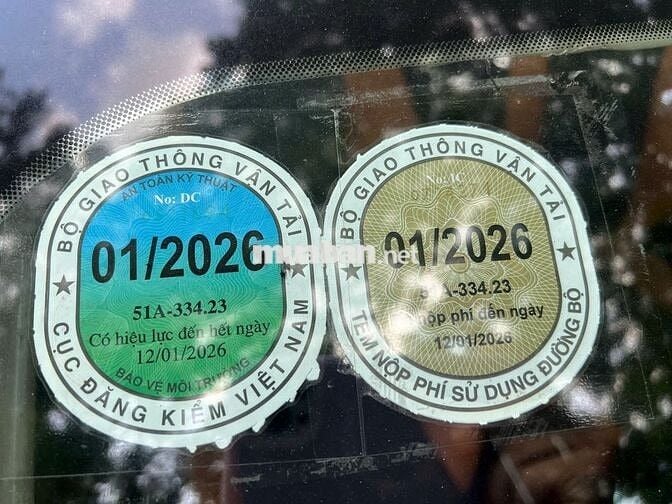 BỘ GIAO THÔNG VẬN TẢI
AN TOÀN KỸ THUẬT
No: DC
01/2026
51A-334.23
Có hiệu lực đến hết ngày
12/01/2026
BẢO VỆ MÔI TRƯỜNG
CỤC ĐĂNG KIỂM VIỆT NAM
muaban.net
BỘ GIAO THÔNG VẬN TẢI
No: IC
01/2026
51A-334.23
nộp phí đến ngày
12/01/2026
TEM NỘP PHÍ SỬ DỤNG ĐƯỜNG BỘ